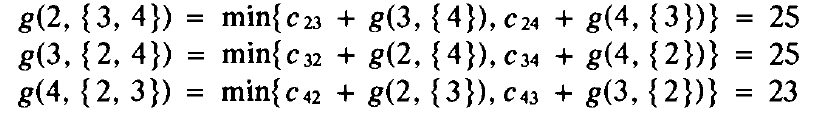 g(2, {3, 4}) = min{c₂₃ + g(3, {4}), c₂₄ + g(4, {3})} = 25
g(3, {2, 4}) = min{c₃₂ + g(2, {4}), c₃₄ + g(4, {2})} = 25
g(4, {2, 3}) = min{c₄₂ + g(2, {3}), c₄₃ + g(3, {2})} = 23